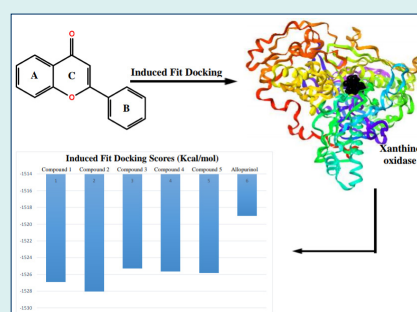 O
A
C
O
B
Induced Fit Docking
Xanthine
oxidase
Induced Fit Docking Scores (Kcal/mol)
Compound 1 Compound 2 Compound 3 Compound 4 Compound 5 Allopurinol
-1514
-1516
-1518
-1520
-1522
-1524
-1526
-1528
-1530